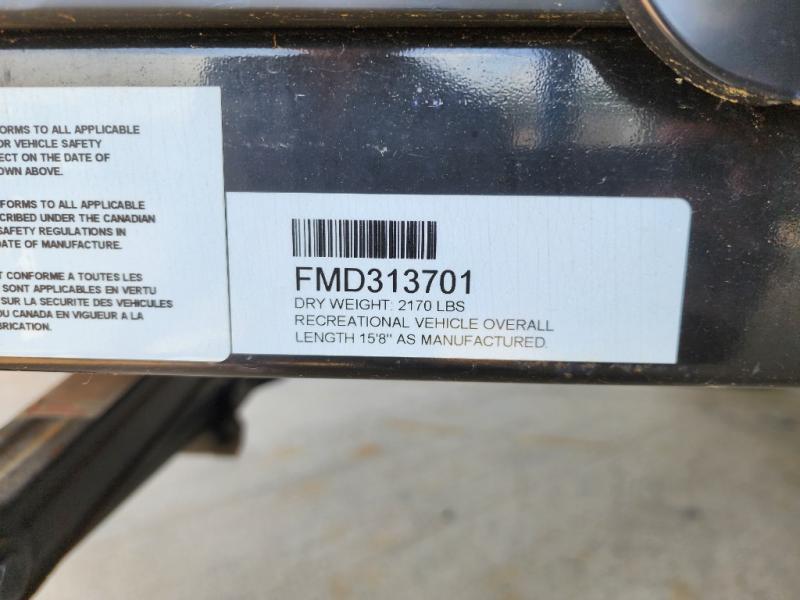 FORMS TO ALL APPLICABLE
OR VEHICLE SAFETY
ECT ON THE DATE OF
OWN ABOVE.
FORMS TO ALL APPLICABLE
CRIBED UNDER THE CANADIAN
SAFETY REGULATIONS IN
DATE OF MANUFACTURE.
T CONFORME A TOUTES LES
SONT APPLICABLES EN VERTU
SUR LA SECURITE DES VEHICULES
DU CANADA EN VIGUEUR A LA
BRICATION.
FMD313701
DRY WEIGHT: 2170 LBS
RECREATIONAL VEHICLE OVERALL
LENGTH 15'8" AS MANUFACTURED.